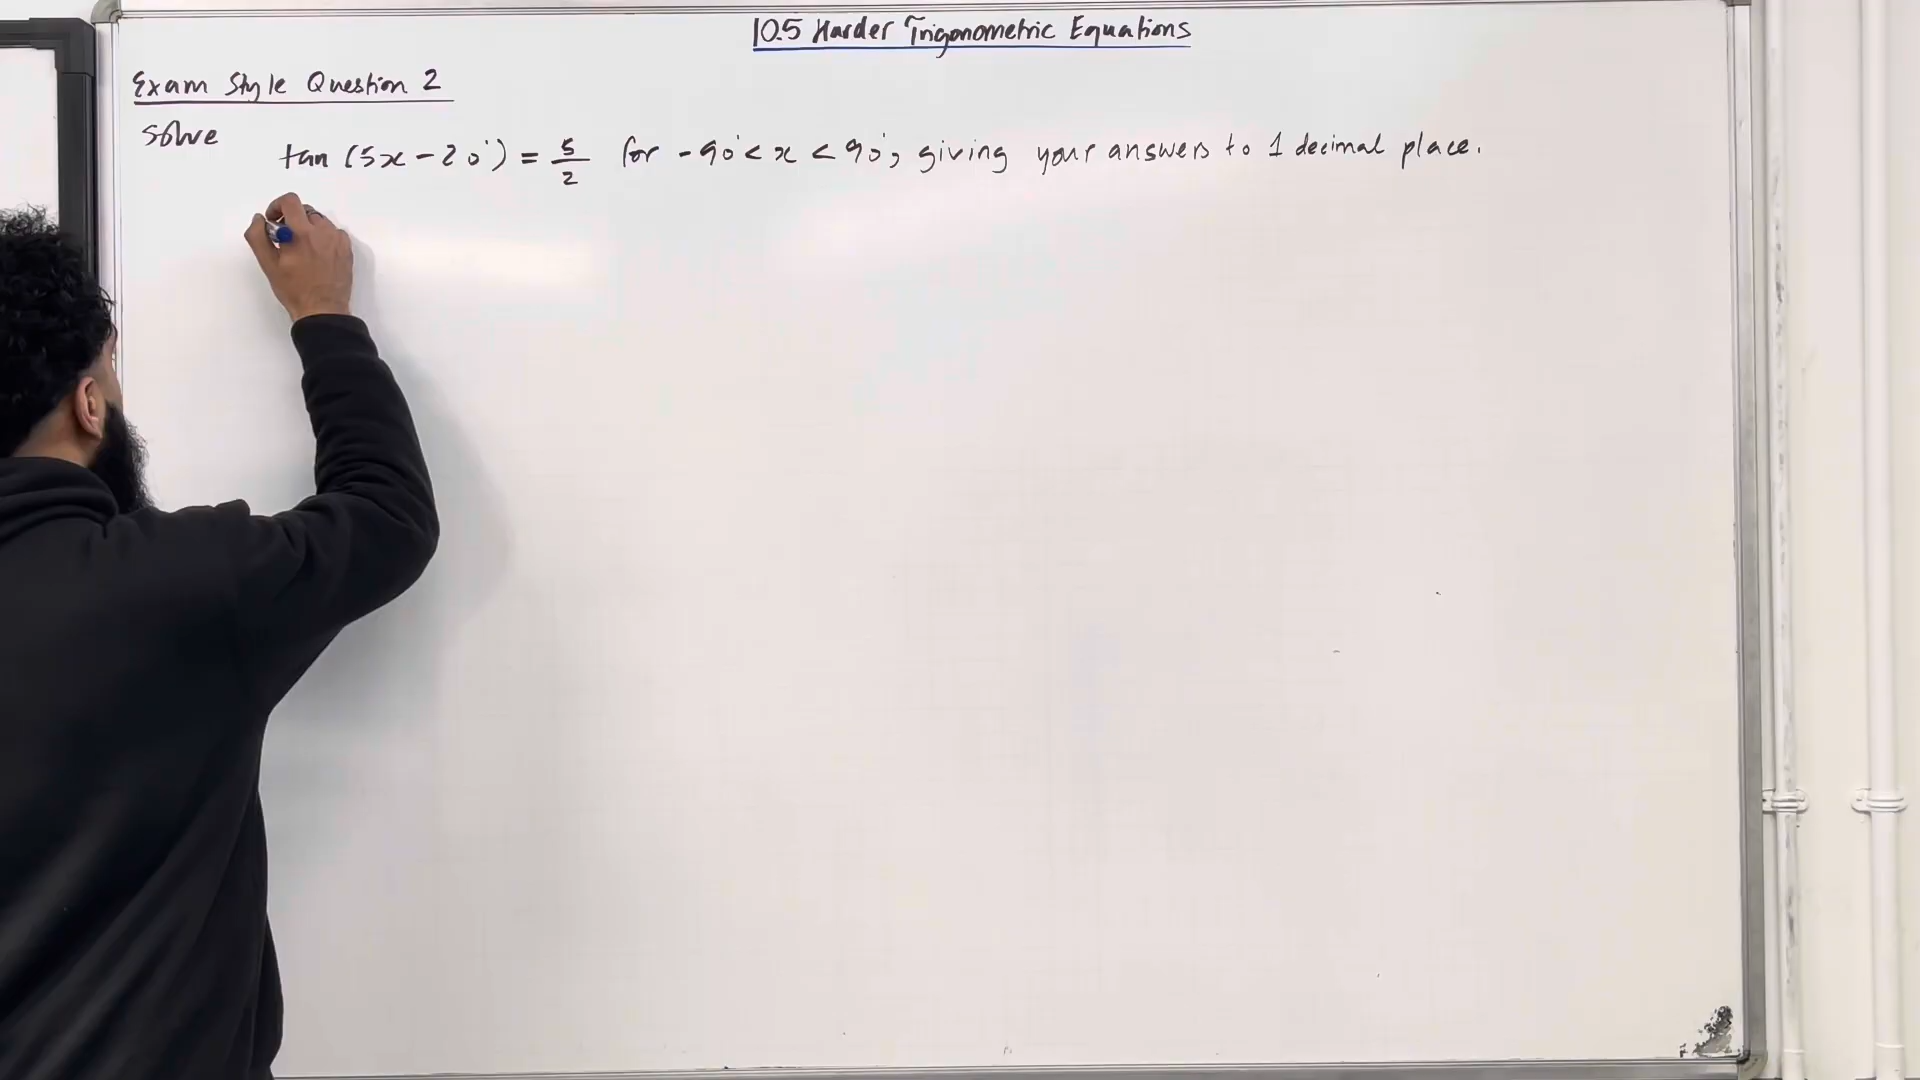 10.5 Harder Trigonometric Equations
Exam Style Question 2
Solve
tan (5x - 20°) = 5/2 for -90° < x < 90°, giving your answers to 1 decimal place.